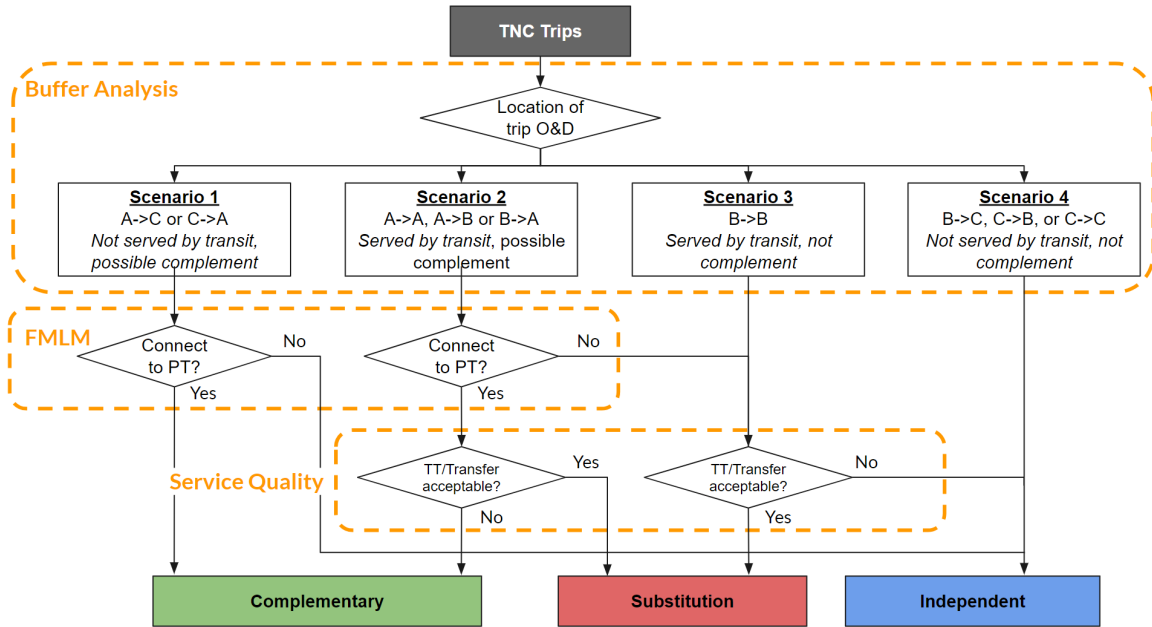 TNC Trips
Buffer Analysis
Location of
trip O&D
Scenario 1
A->C or C->A
Not served by transit,
possible complement
Scenario 2
A->A, A->B or B->A
Served by transit, possible
complement
Scenario 3
B->B
Served by transit, not
complement
Scenario 4
B->C, C->B, or C->C
Not served by transit, not
complement
FMLM
Connect
to PT?
No
Yes
Connect
to PT?
No
Yes
Service Quality
TT/Transfer
acceptable?
Yes
No
TT/Transfer
acceptable?
No
Yes
Complementary
Substitution
Independent